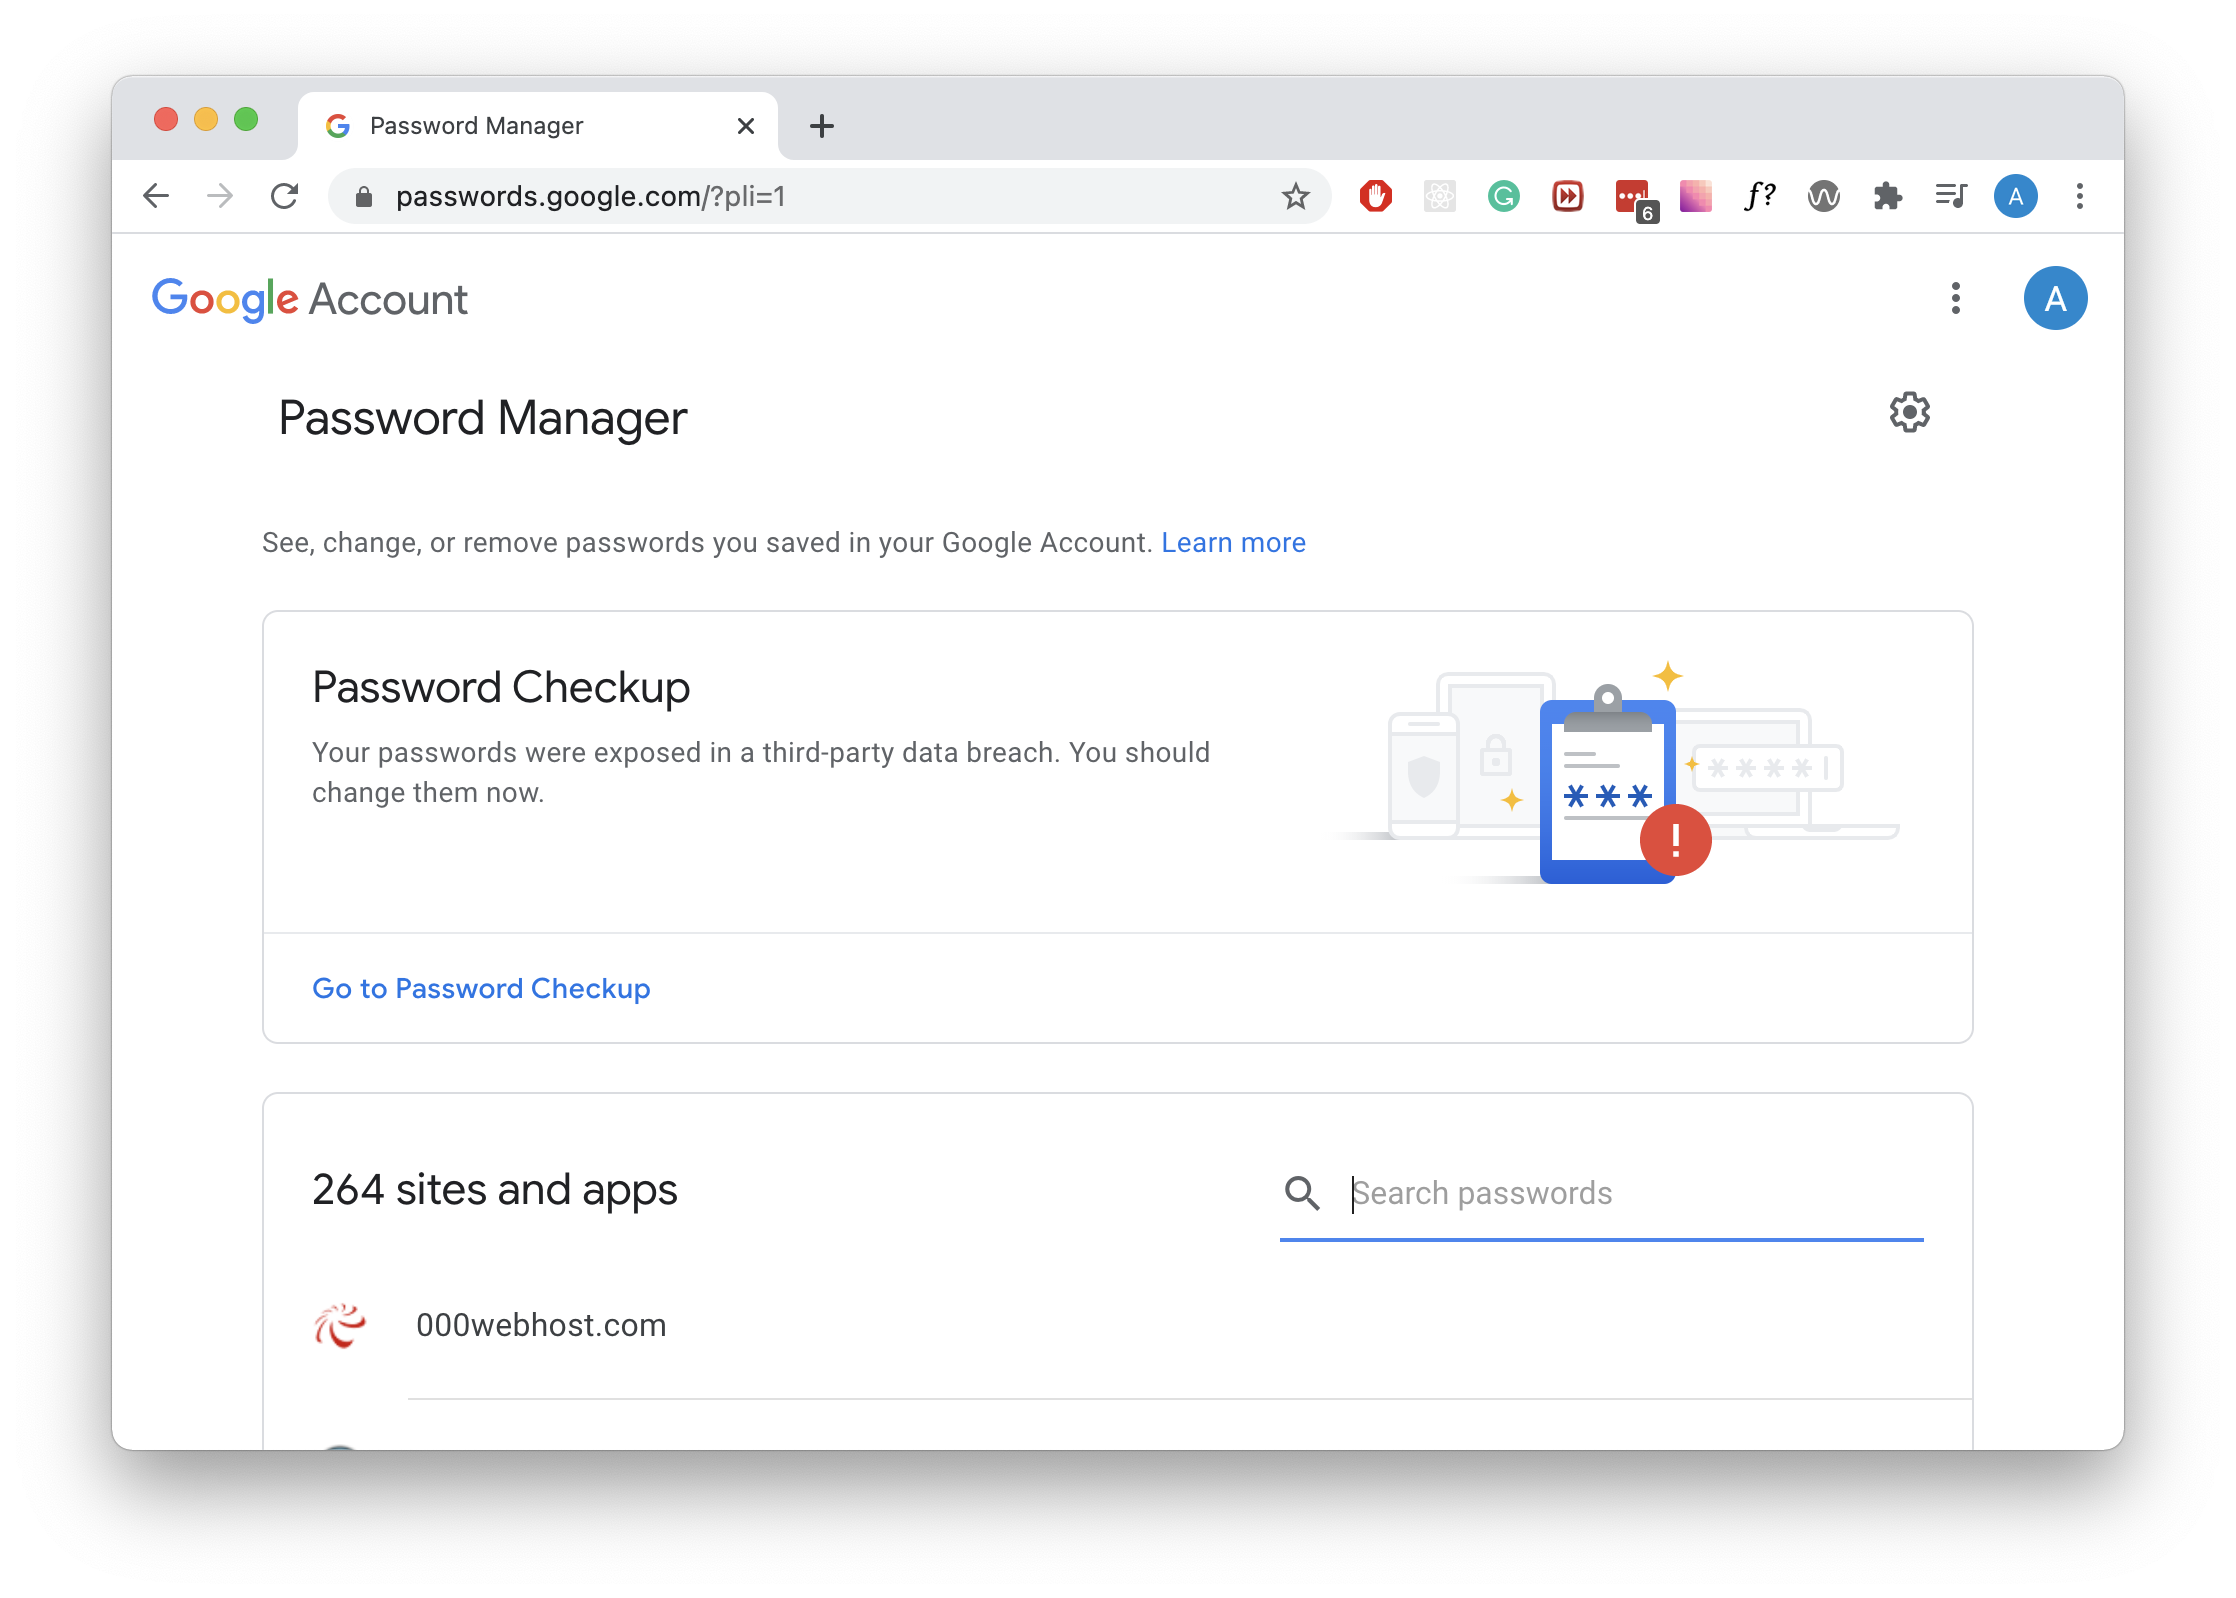 Password Manager
passwords.google.com/?pli=1
6
f?
A
Google Account
A
Password Manager
See, change, or remove passwords you saved in your Google Account. Learn more
Password Checkup
Your passwords were exposed in a third-party data breach. You should
change them now.
***
****
!
Go to Password Checkup
264 sites and apps
Search passwords
000webhost.com